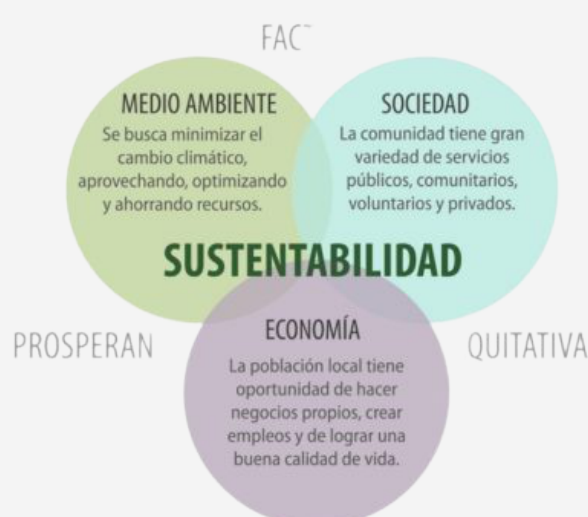 FAC
MEDIO AMBIENTE
Se busca minimizar el
cambio climático,
aprovechando, optimizando
y ahorrando recursos.
SOCIEDAD
La comunidad tiene gran
variedad de servicios
públicos, comunitarios,
voluntarios y privados.
SUSTENTABILIDAD
PROSPERAN
QUITATIVA
ECONOMÍA
La población local tiene
oportunidad de hacer
negocios propios, crear
empleos y de lograr una
buena calidad de vida.